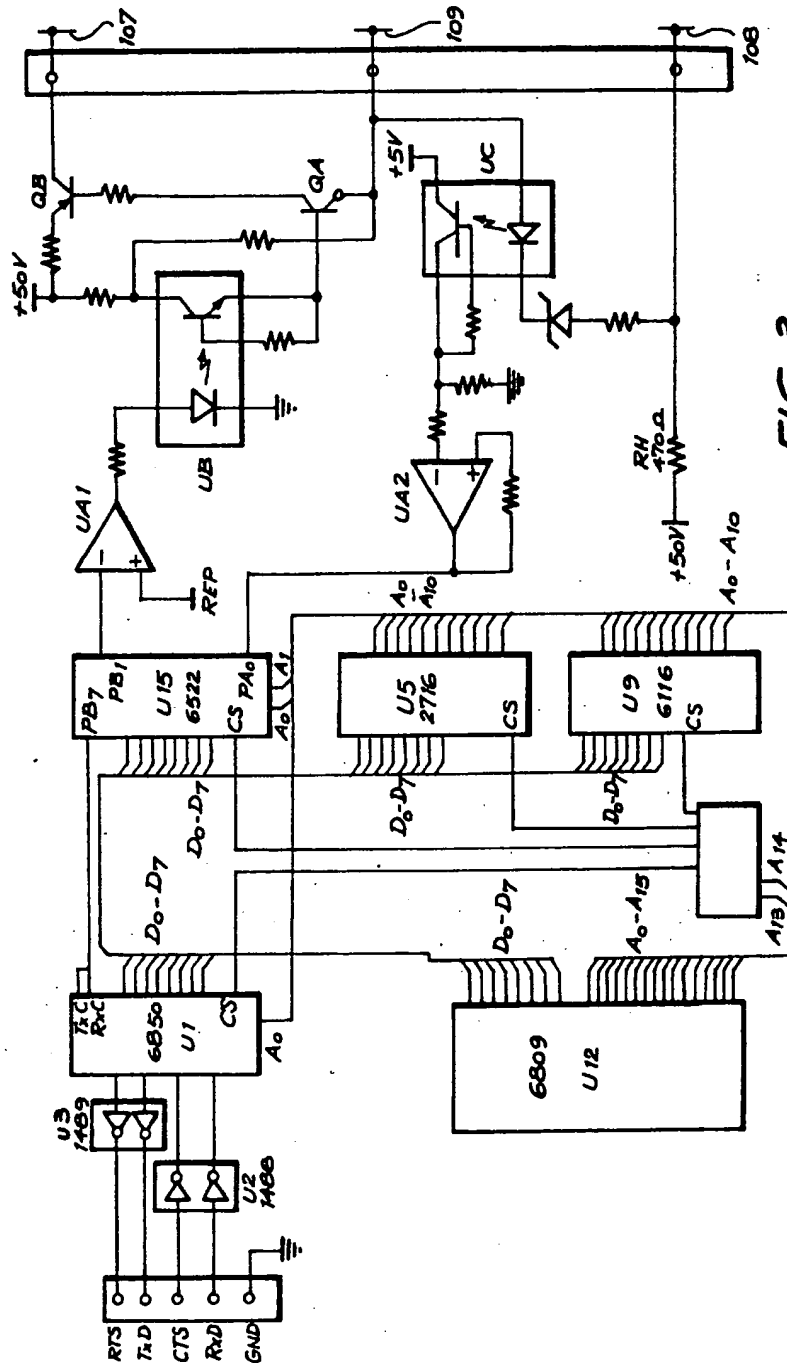 RTS
TxD
CTS
RxD
GND
U3
1489
U2
1488
TxC
RxC
6850
U1
CS
A0
D0-D7
D0-D7
PB7
PB1
U15
6522
CS
PA0
A0
A1
UA1
REP
UB
+50V
QB
QA
107
109
108
+5V
UC
UA2
RH
470Ω
+50V
A0-A10
U5
2716
CS
D0-D7
A0-A10
U9
6116
CS
D0-D7
6809
U12
D0-D7
A0-A15
A13
A14